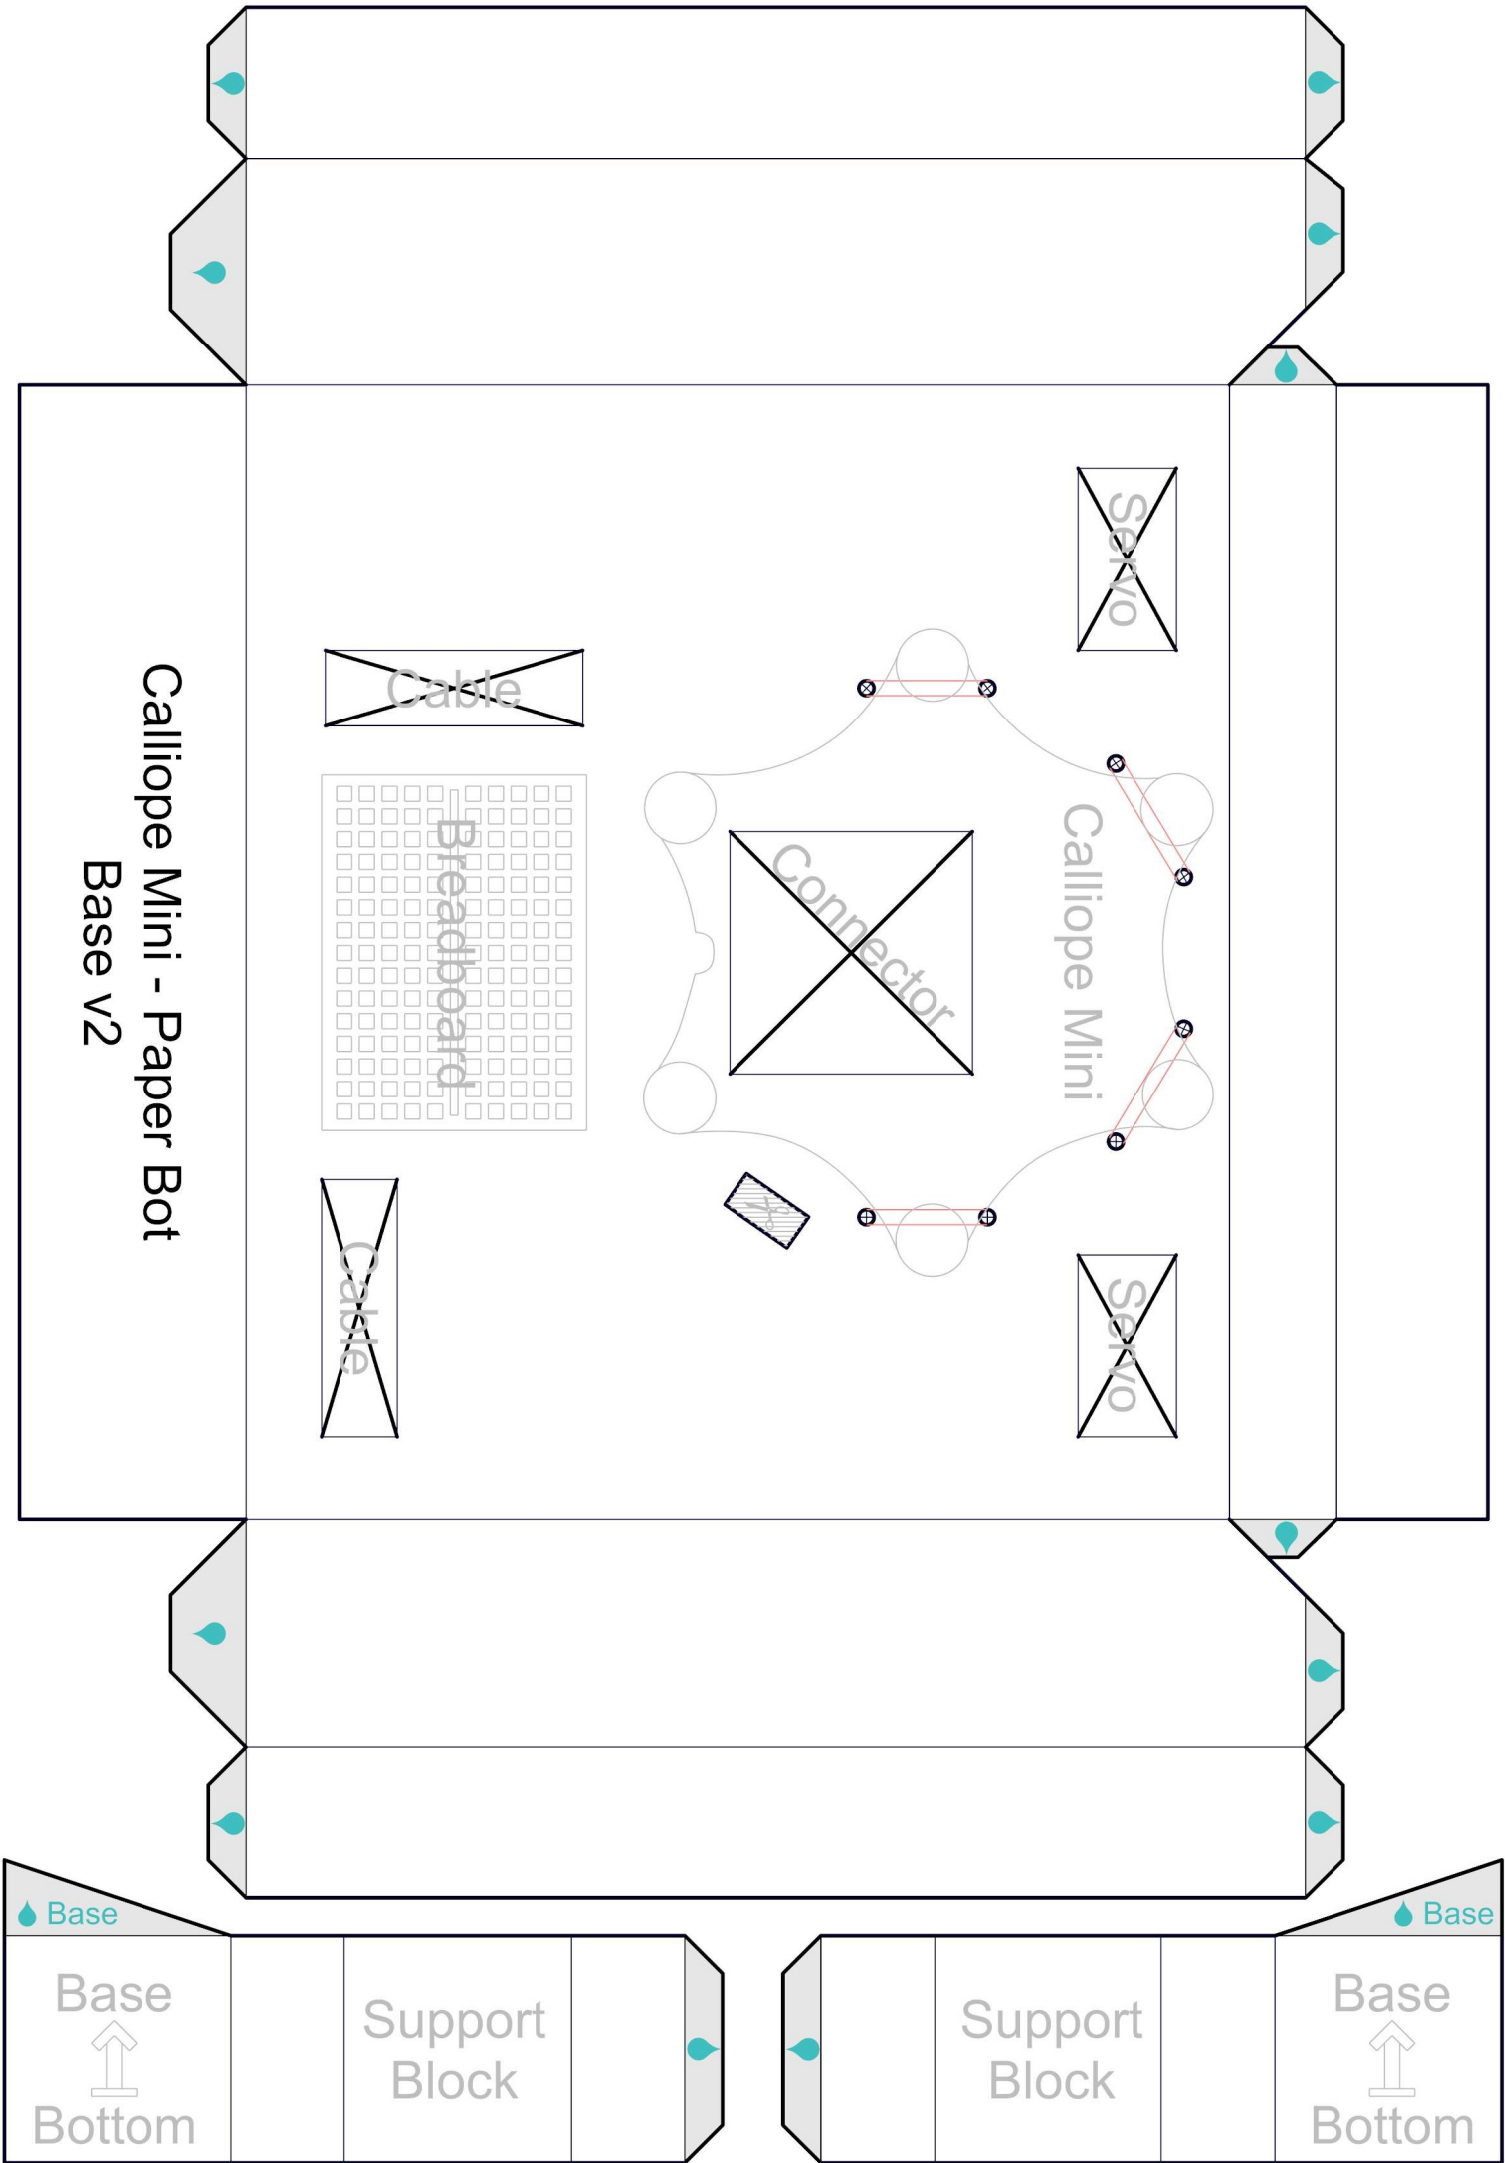 Servo
Cable
Calliope Mini
Connector
Breadboard
Calliope Mini - Paper Bot
Base v2
Cable
Servo
Base
Base
Base
Bottom
Support
Block
Support
Block
Base
Bottom